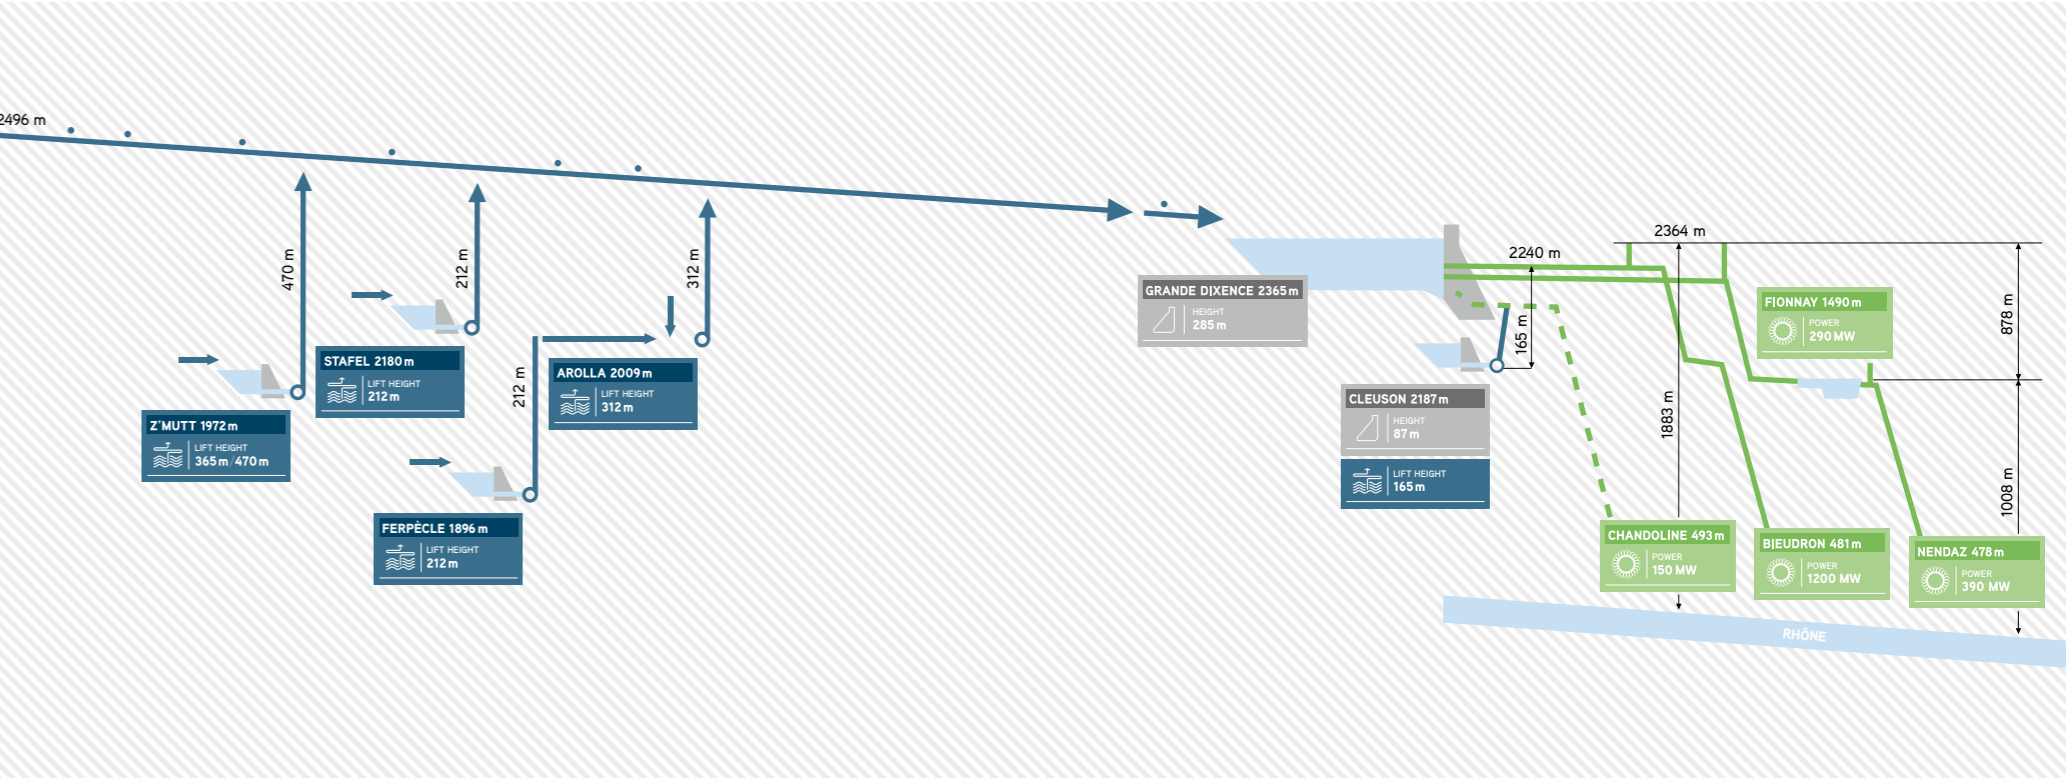 2496 m
470 m
212 m
312 m
212 m
Z'MUTT 1972 m
LIFT HEIGHT
365 m/470 m
STAFEL 2180 m
LIFT HEIGHT
212 m
FERPÈCLE 1896 m
LIFT HEIGHT
212 m
AROLLA 2009 m
LIFT HEIGHT
312 m
GRANDE DIXENCE 2365 m
HEIGHT
285 m
CLEUSON 2187 m
HEIGHT
87 m
LIFT HEIGHT
165 m
2240 m
165 m
2364 m
1883 m
878 m
1008 m
FIONNAY 1490 m
POWER
290 MW
CHANDOLINE 493 m
POWER
150 MW
BIEUDRON 481 m
POWER
1200 MW
NENDAZ 478 m
POWER
390 MW
RHÔNE